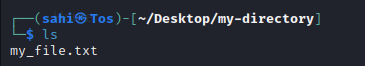 ┌──(sahi㉿Tos)-[~/Desktop/my-directory]
└─$ ls
my_file.txt